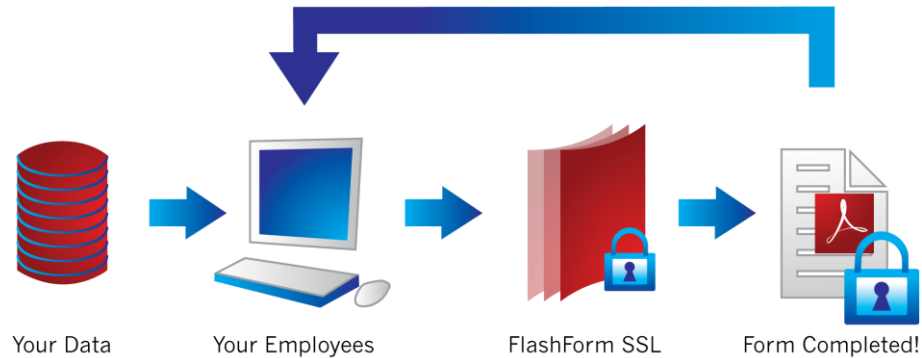 Your Data
Your Employees
FlashForm SSL
Form Completed!